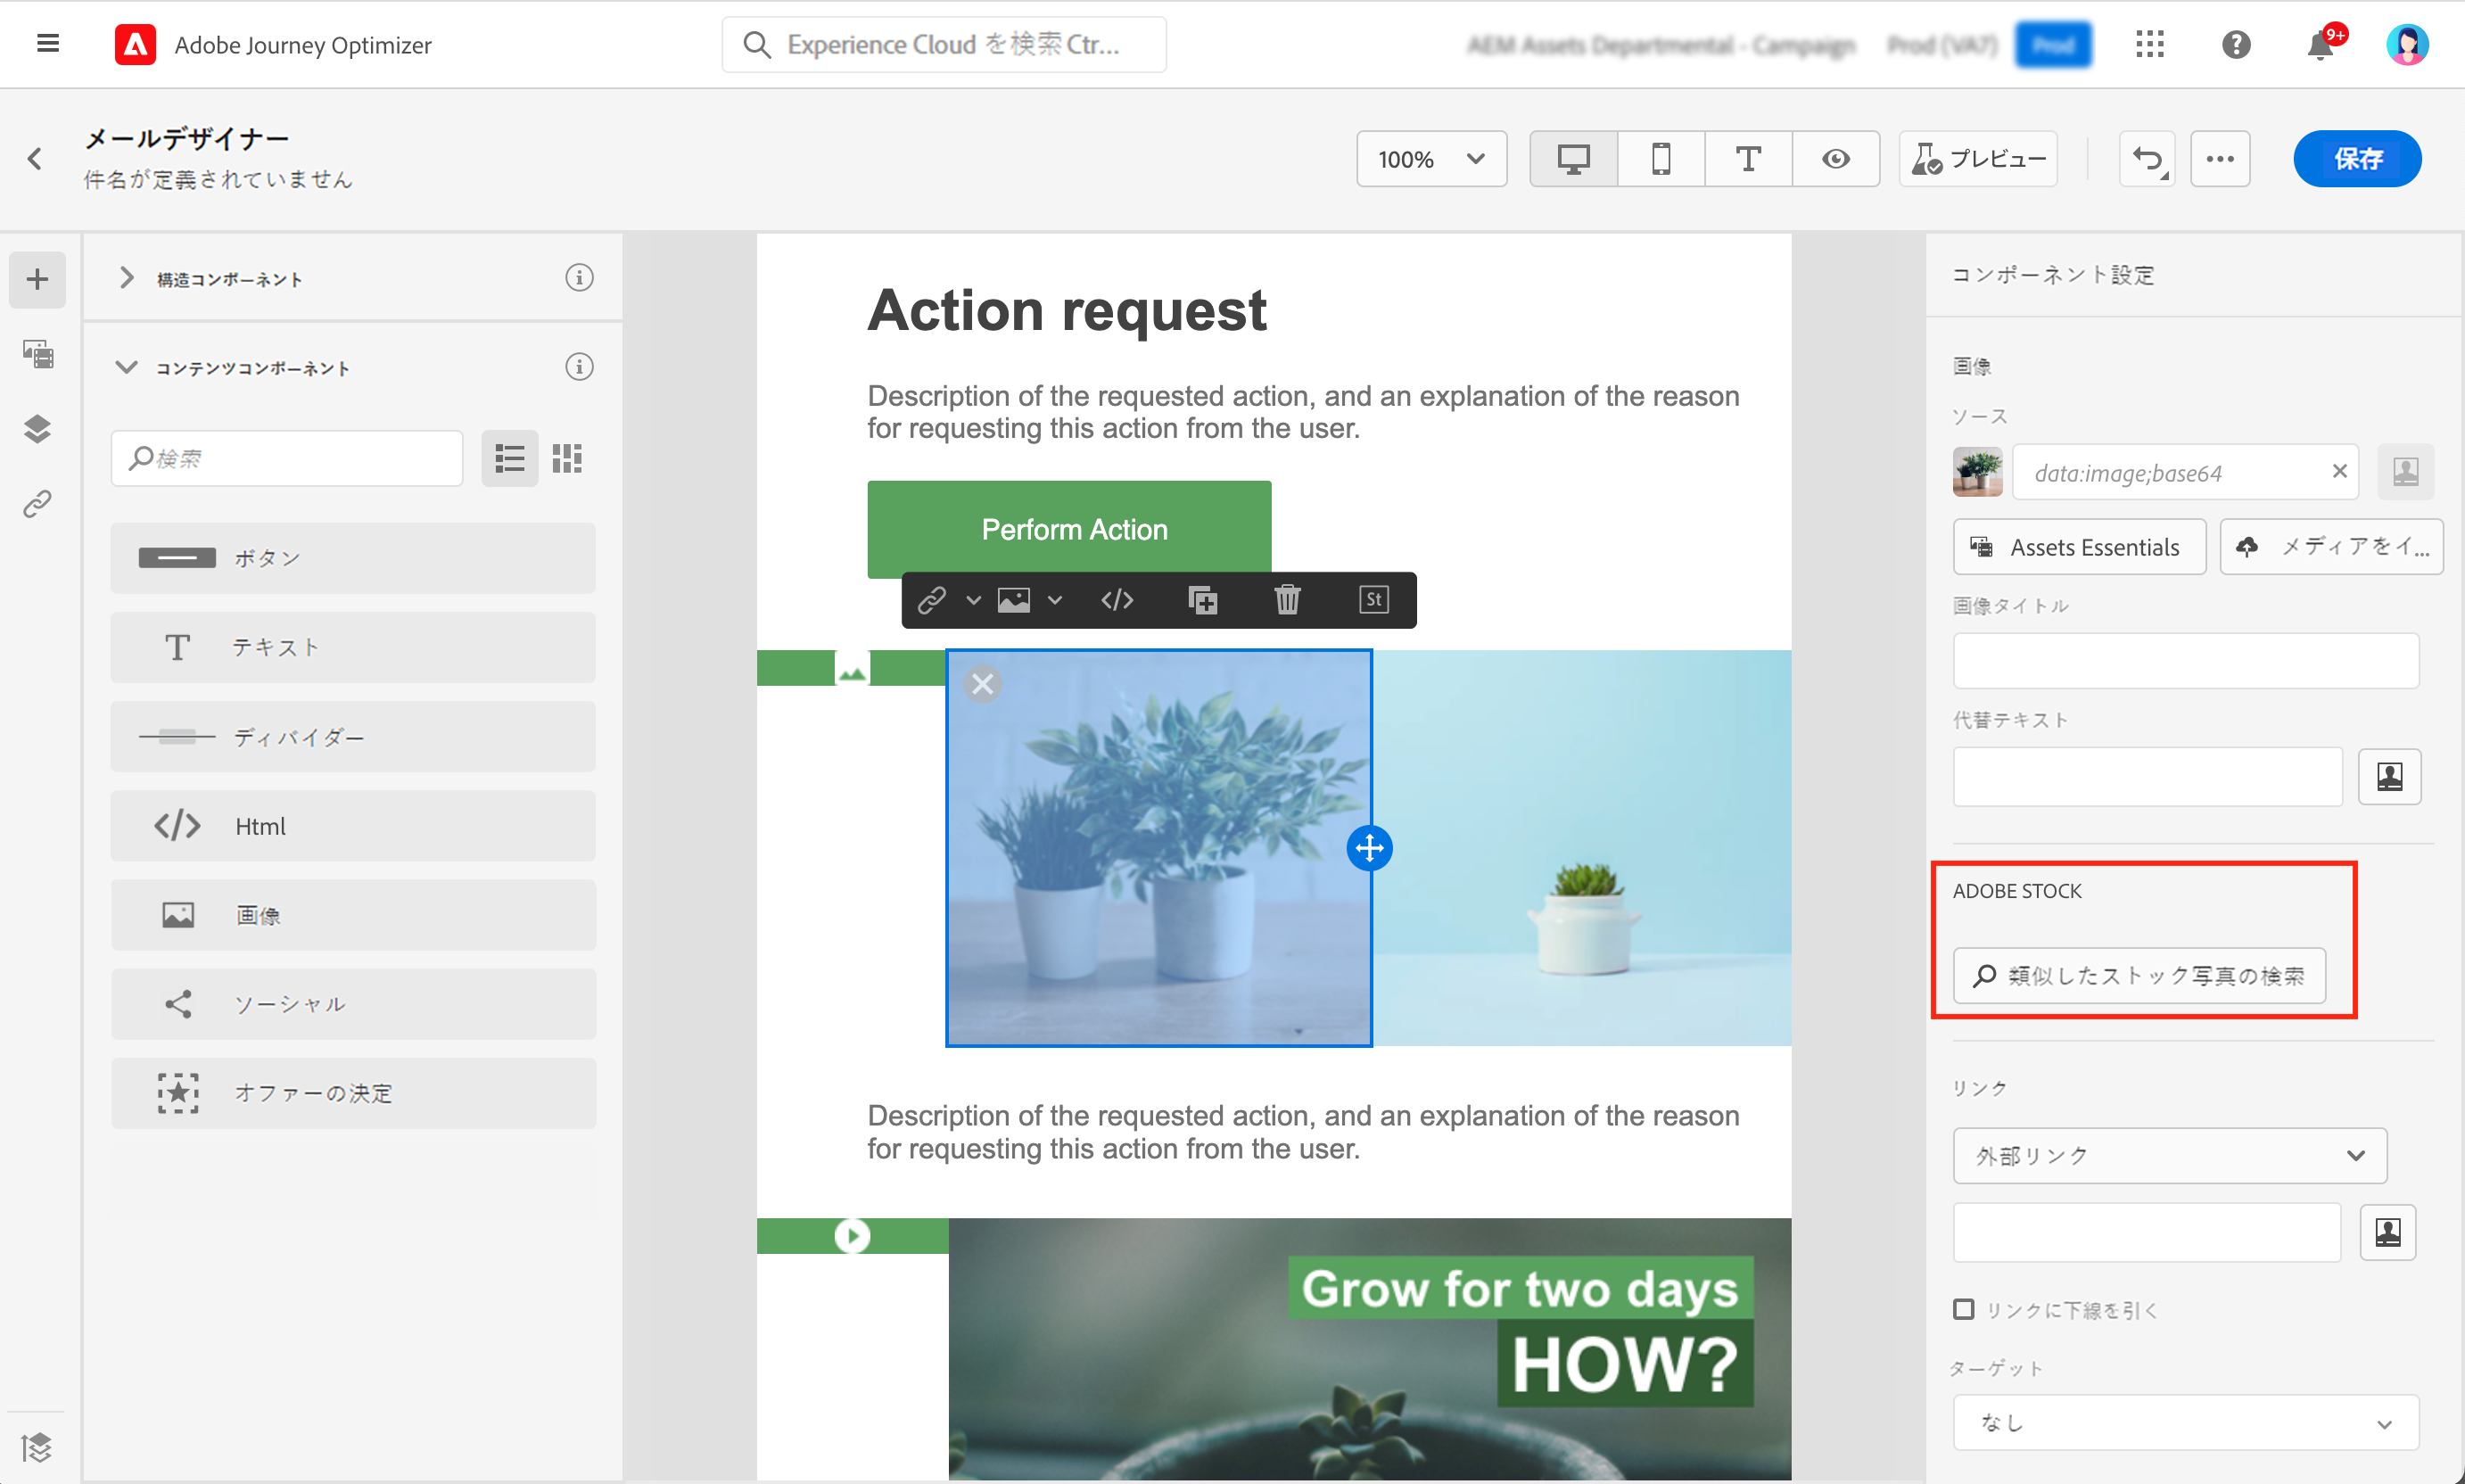 Adobe Journey Optimizer
Experience Cloud を検索 Ctr...
AEM Assets Departmental - Campaign
Prod (VA7)
Prod
9+
メールデザイナー
件名が定義されていません
100%
プレビュー
保存
構造コンポーネント
コンテンツコンポーネント
検索
ボタン
テキスト
ディバイダー
Html
画像
ソーシャル
オファーの決定
Action request
Description of the requested action, and an explanation of the reason
for requesting this action from the user.
Perform Action
St
Description of the requested action, and an explanation of the reason
for requesting this action from the user.
Grow for two days
HOW?
コンポーネント設定
画像
ソース
data:image;base64
Assets Essentials
メディアをイ...
画像タイトル
代替テキスト
ADOBE STOCK
類似したストック写真の検索
リンク
外部リンク
リンクに下線を引く
ターゲット
なし